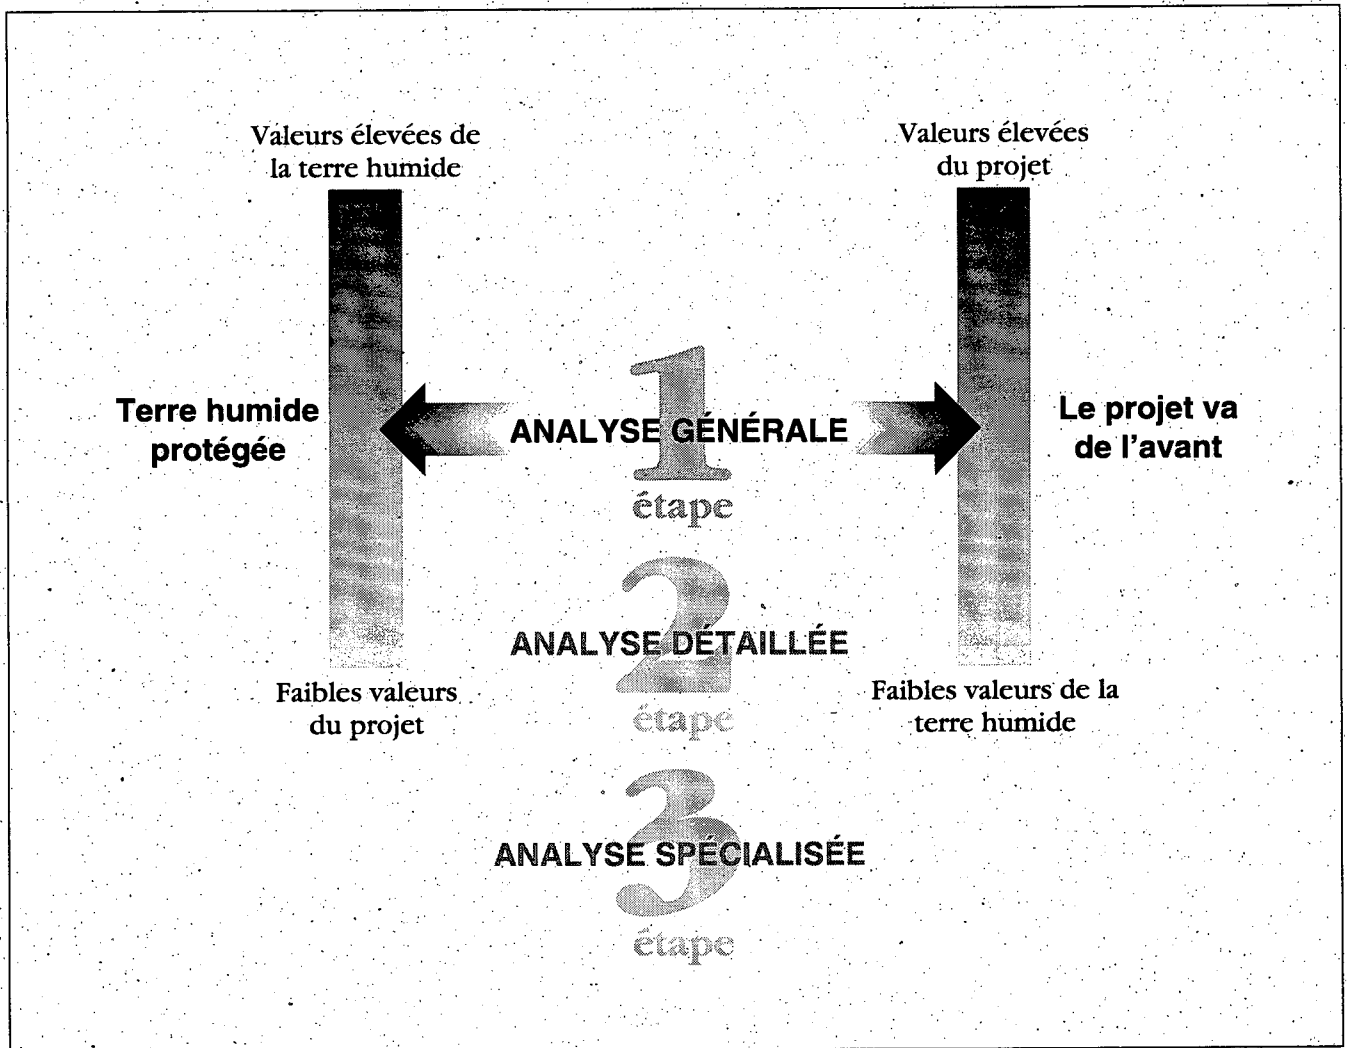 Valeurs élevées de
la terre humide
Valeurs élevées
du projet
Terre humide
protégée
1
ANALYSE GÉNÉRALE
étape
Le projet va
de l'avant
2
ANALYSE DÉTAILLÉE
étape
Faibles valeurs
du projet
Faibles valeurs de la
terre humide
3
ANALYSE SPÉCIALISÉE
étape